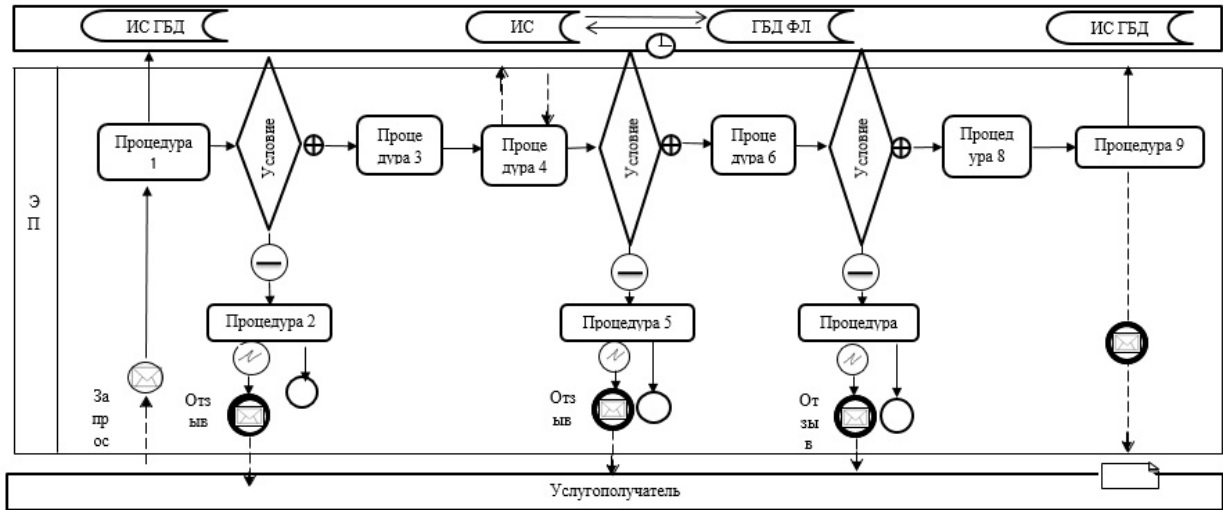 ИС ГБД
ИС
ГБД ФЛ
ИС ГБД
Э
П
Процедура
1
Условие
Проце
дура 3
Проце
дура 4
Условие
Проце
дура 6
Условие
Процед
ура 8
Процедура 9
Процедура 2
Процедура 5
Процедура
За
пр
ос
Отз
ыв
Отз
ыв
От
зы
в
Услугополучатель